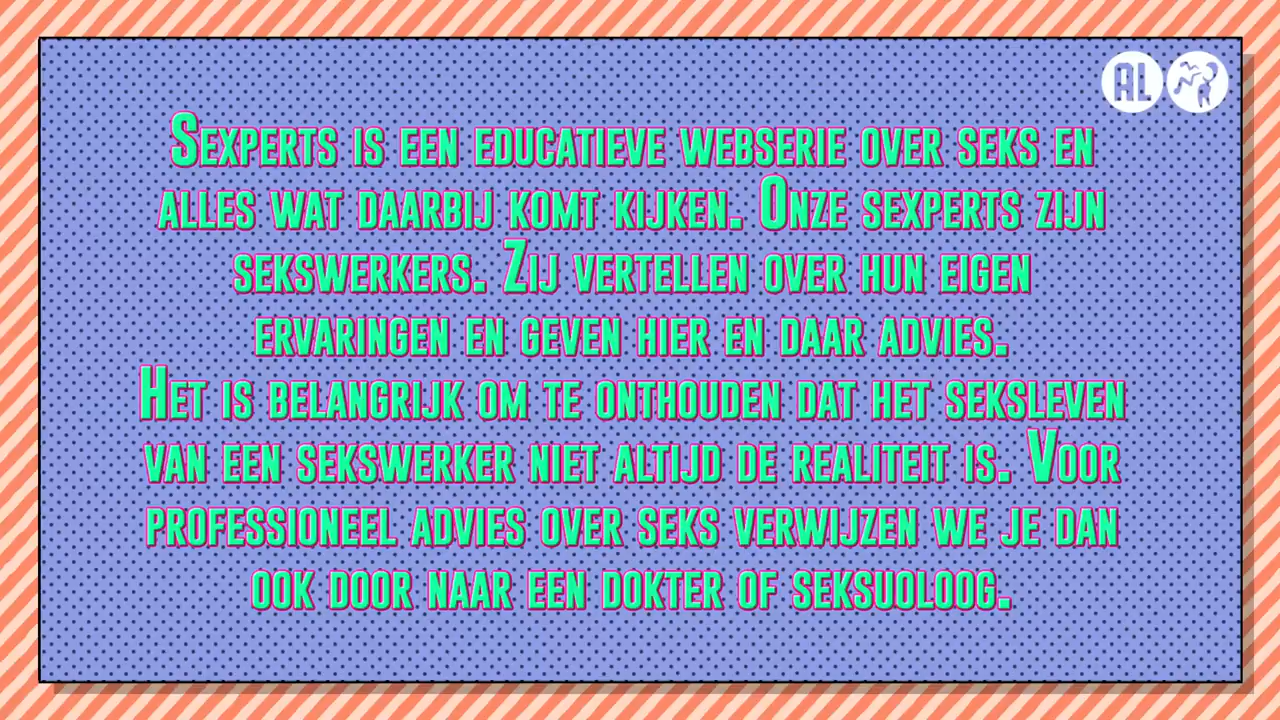 AL
Sexperts is een educatieve webserie over seks en
alles wat daarbij komt kijken. Onze sexperts zijn
sekswerkers. Zij vertellen over hun eigen
ervaringen en geven hier en daar advies.
Het is belangrijk om te onthouden dat het seksleven
van een sekswerker niet altijd de realiteit is. Voor
professioneel advies over seks verwijzen we je dan
ook door naar een dokter of seksuoloog.